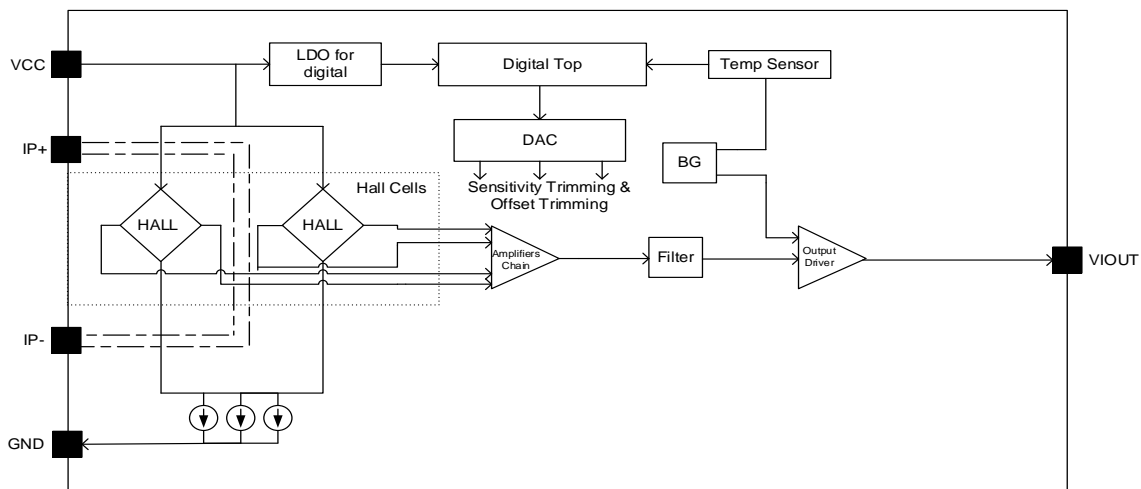 VCC
LDO for
digital
Digital Top
Temp Sensor
IP+
DAC
BG
Hall Cells
Sensitivity Trimming &
Offset Trimming
HALL
HALL
Amplifiers
Chain
Filter
Output
Driver
VIOUT
IP-
GND